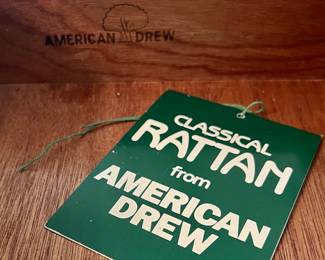 AMERICAN DREW
CLASSICAL
RATTAN
from
AMERICAN
DREW